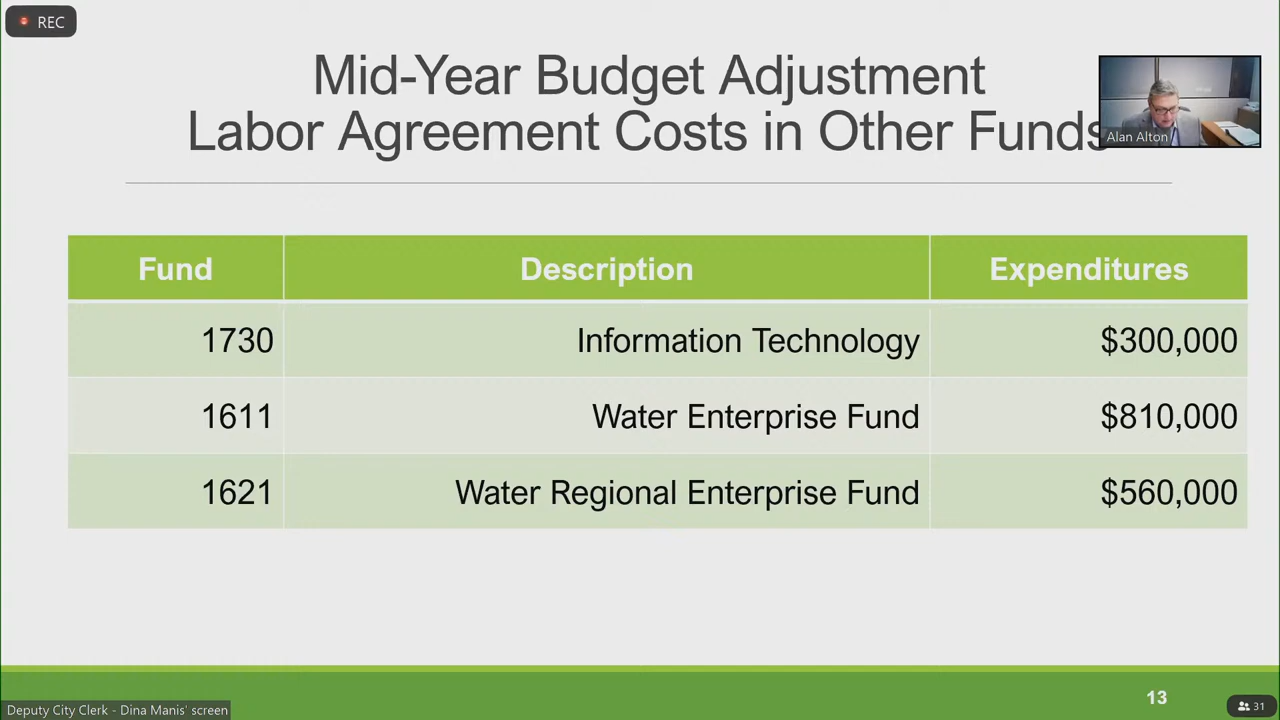 REC
Mid-Year Budget Adjustment
Labor Agreement Costs in Other Funds
Alan Alton
Fund Description Expenditures
1730 Information Technology $300,000
1611 Water Enterprise Fund $810,000
1621 Water Regional Enterprise Fund $560,000
13
Deputy City Clerk - Dina Manis' screen
31